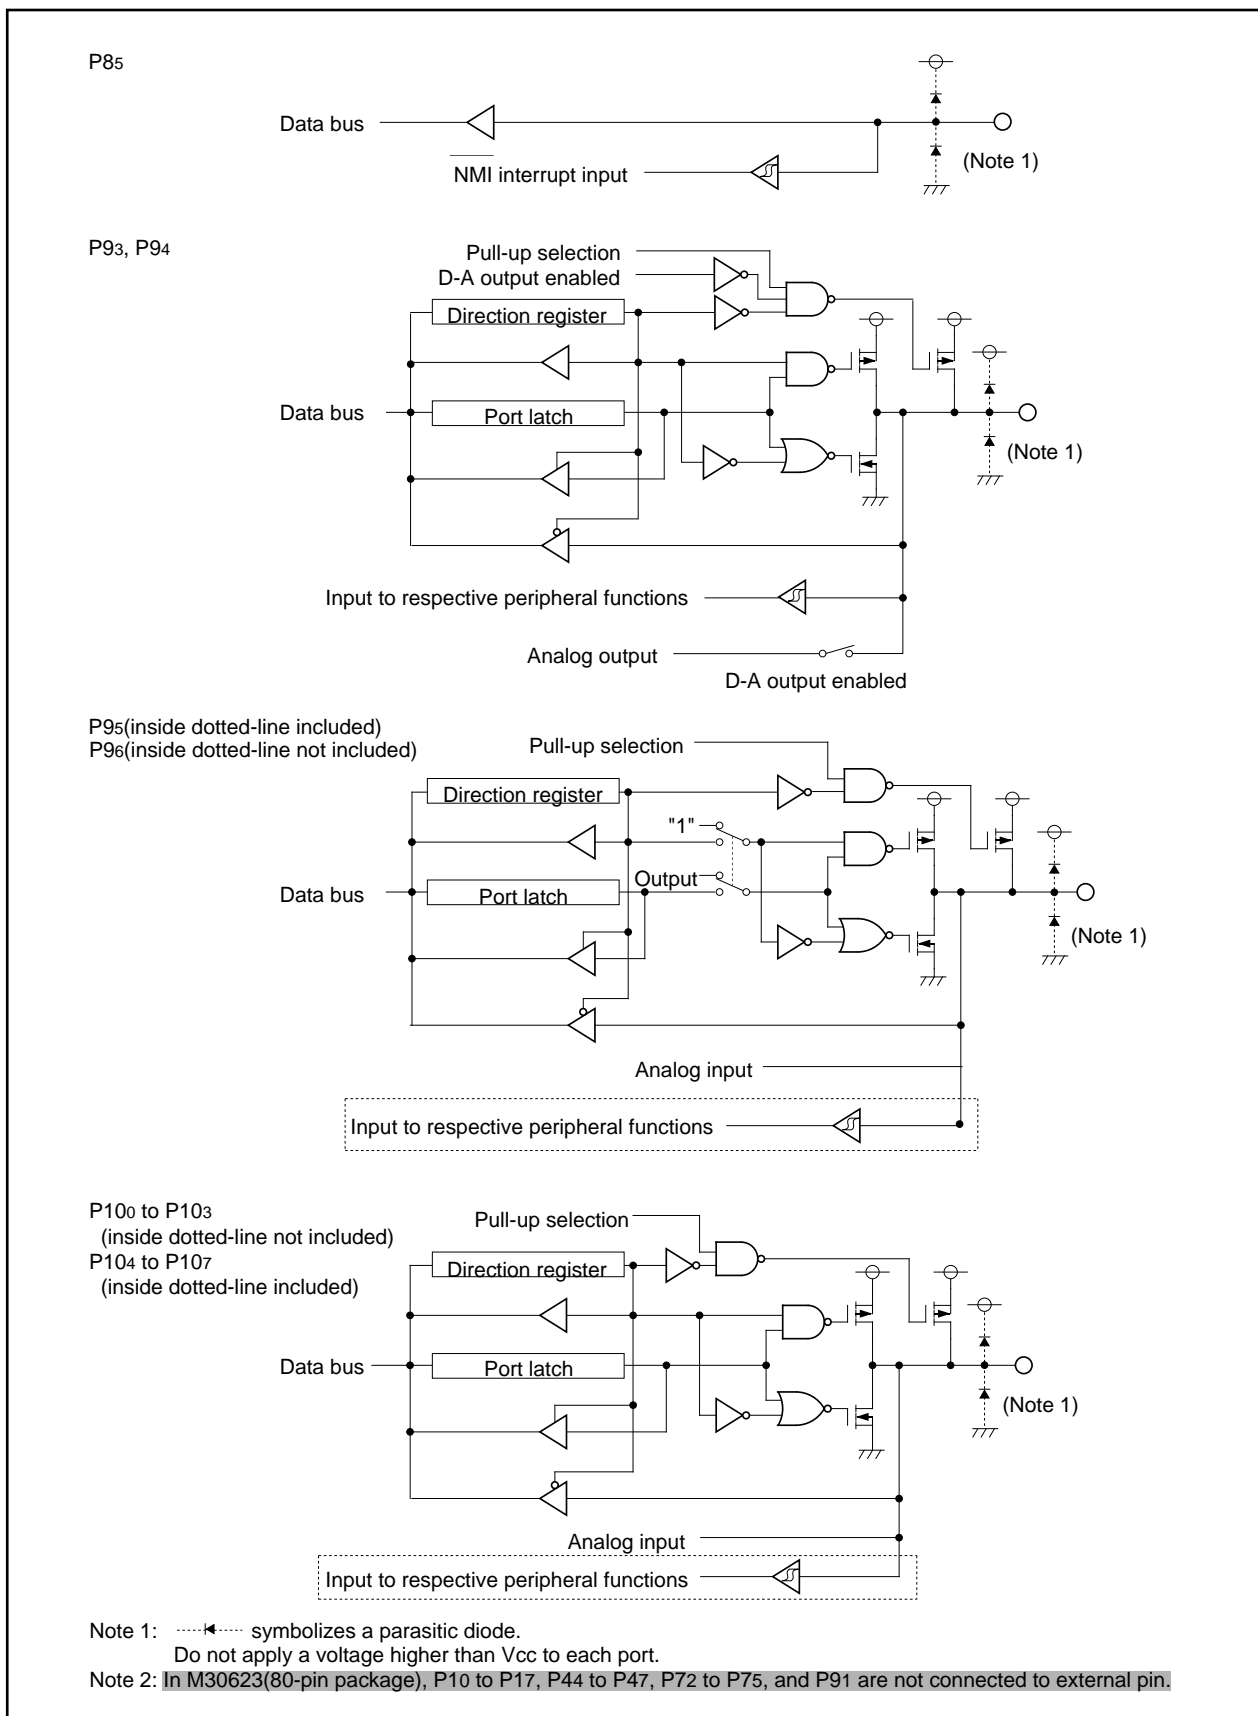 P85
Data bus
NMI interrupt input
(Note 1)
P93, P94
Pull-up selection
D-A output enabled
Direction register
Data bus
Port latch
(Note 1)
Input to respective peripheral functions
Analog output
D-A output enabled
P95(inside dotted-line included)
P96(inside dotted-line not included)
Pull-up selection
Direction register
"1"
Output
Data bus
Port latch
(Note 1)
Analog input
Input to respective peripheral functions
P100 to P103
(inside dotted-line not included)
P104 to P107
(inside dotted-line included)
Pull-up selection
Direction register
Data bus
Port latch
(Note 1)
Analog input
Input to respective peripheral functions
Note 1: symbolizes a parasitic diode.
Do not apply a voltage higher than Vcc to each port.
Note 2: In M30623(80-pin package), P10 to P17, P44 to P47, P72 to P75, and P91 are not connected to external pin.